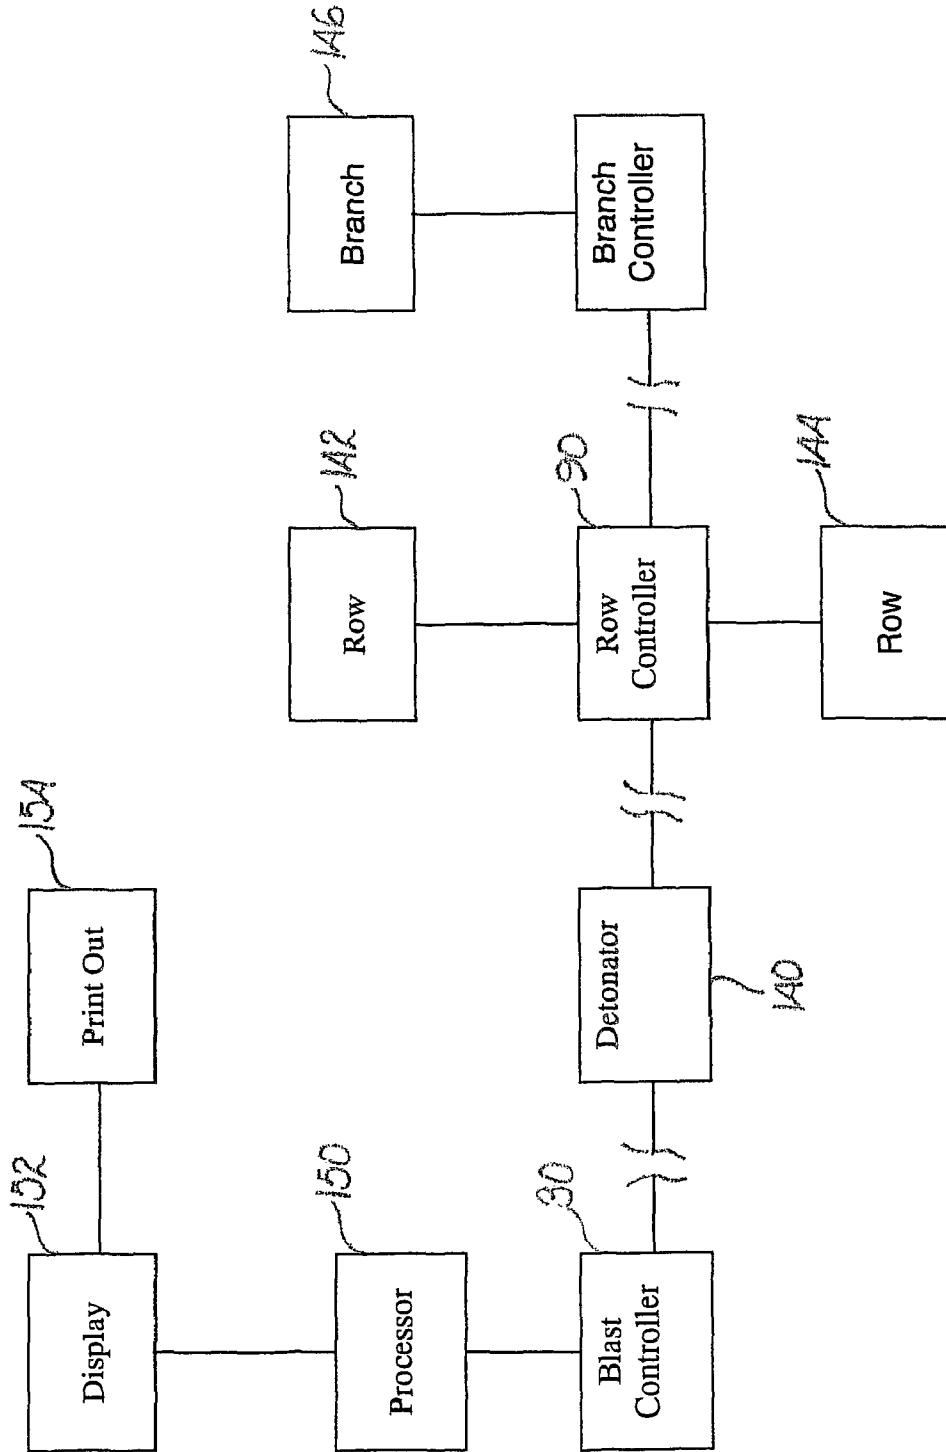 152
154
Display
Print Out
150
142
146
Processor
Row
Branch
90
Blast
Controller
Detonator
Row
Controller
Branch
Controller
140
144
Row